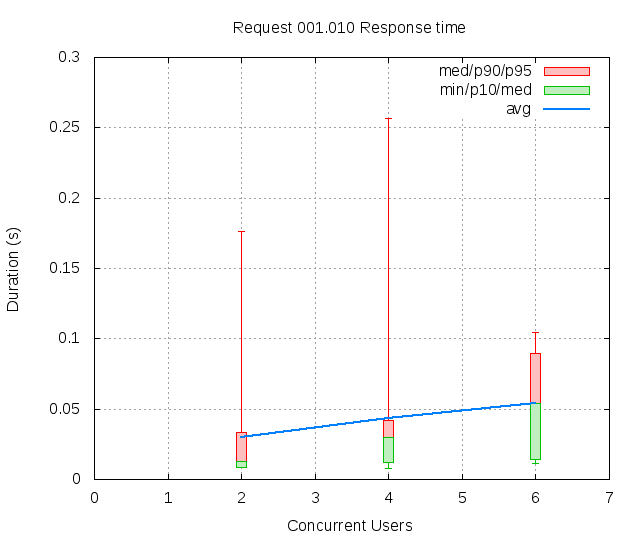 Request 001.010 Response time
0.3
0.25
0.2
0.15
0.1
0.05
0
0 1 2 3 4 5 6 7
Duration (s)
Concurrent Users
med/p90/p95
min/p10/med
avg